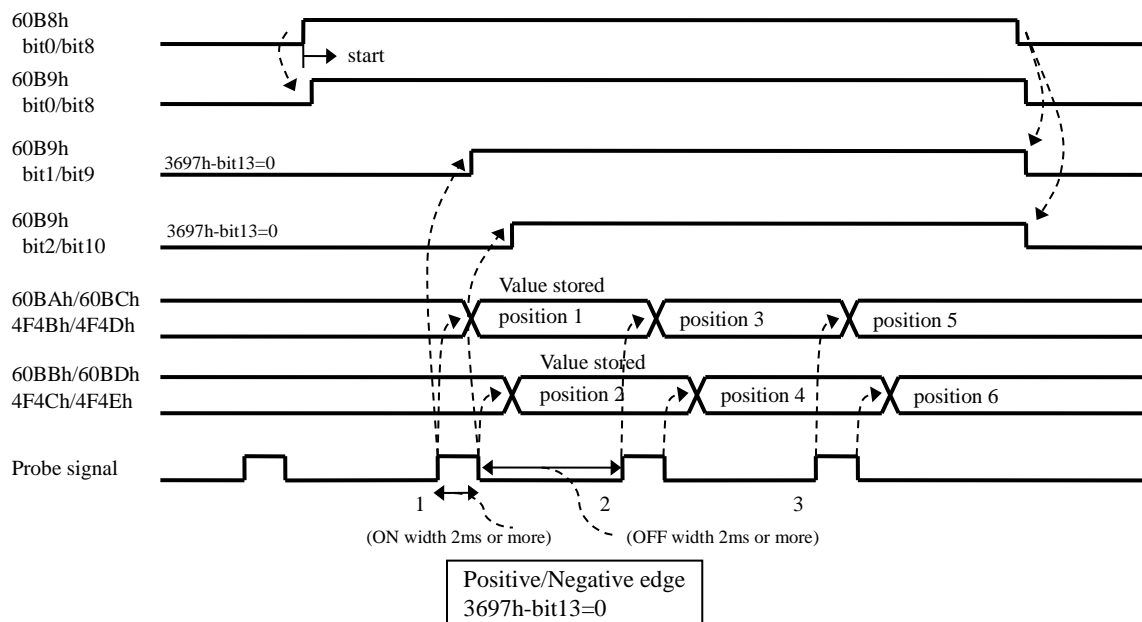 60B8h
bit0/bit8
start
60B9h
bit0/bit8
60B9h
bit1/bit9
3697h-bit13=0
60B9h
bit2/bit10
3697h-bit13=0
60BAh/60BCh
4F4Bh/4F4Dh
Value stored
position 1
position 3
position 5
60BBh/60BDh
4F4Ch/4F4Eh
Value stored
position 2
position 4
position 6
Probe signal
1
2
3
(ON width 2ms or more)
(OFF width 2ms or more)
Positive/Negative edge
3697h-bit13=0